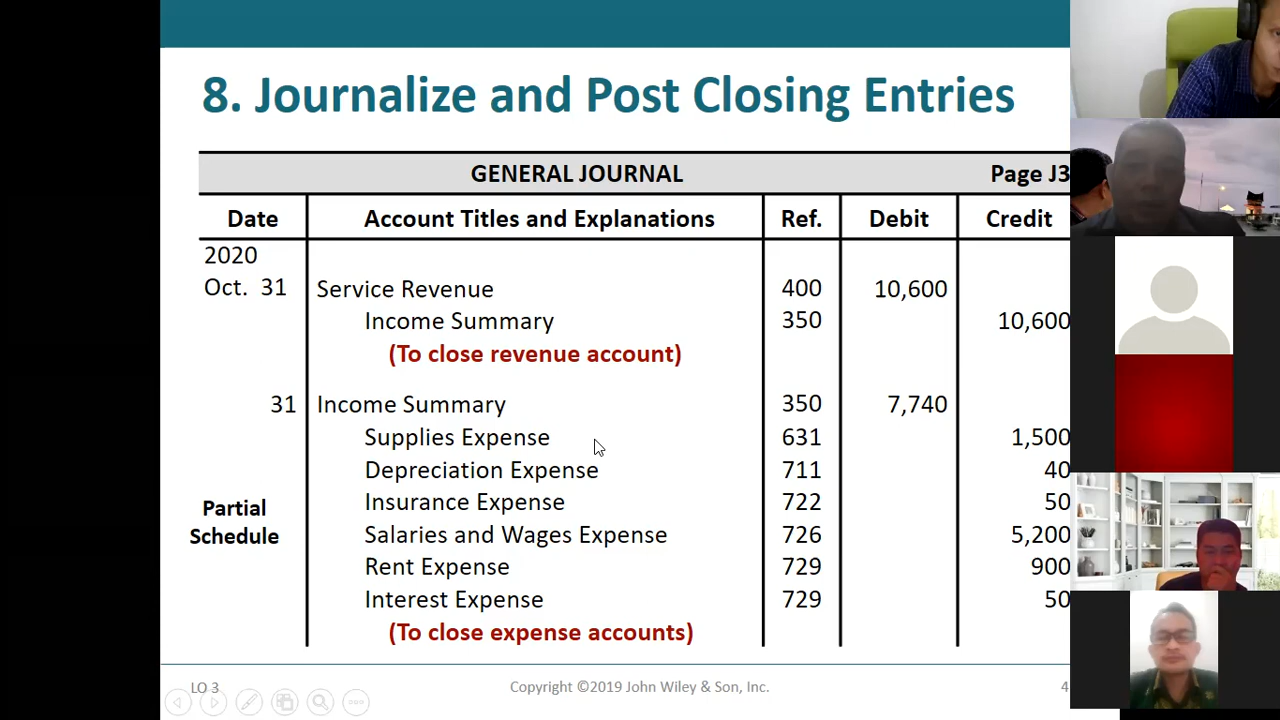 8. Journalize and Post Closing Entries
GENERAL JOURNAL Page J3
Date Account Titles and Explanations Ref. Debit Credit
2020
Oct. 31 Service Revenue 400 10,600
Income Summary 350 10,600
(To close revenue account)
31 Income Summary 350 7,740
Supplies Expense 631 1,500
Depreciation Expense 711 40
Insurance Expense 722 50
Partial
Schedule
Salaries and Wages Expense 726 5,200
Rent Expense 729 900
Interest Expense 729 50
(To close expense accounts)
LO 3 Copyright ©2019 John Wiley & Son, Inc. 4